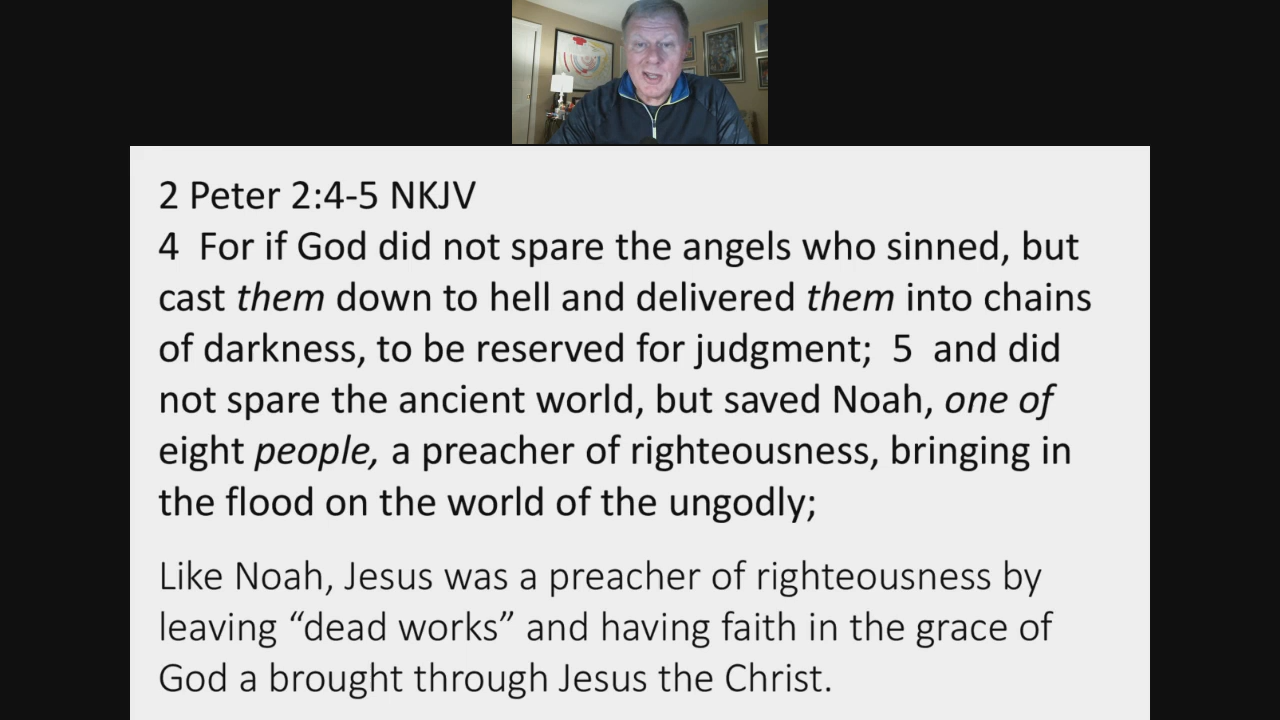 2 Peter 2:4-5 NKJV
4  For if God did not spare the angels who sinned, but
cast them down to hell and delivered them into chains
of darkness, to be reserved for judgment;  5  and did
not spare the ancient world, but saved Noah, one of
eight people, a preacher of righteousness, bringing in
the flood on the world of the ungodly;
Like Noah, Jesus was a preacher of righteousness by
leaving “dead works” and having faith in the grace of
God a brought through Jesus the Christ.